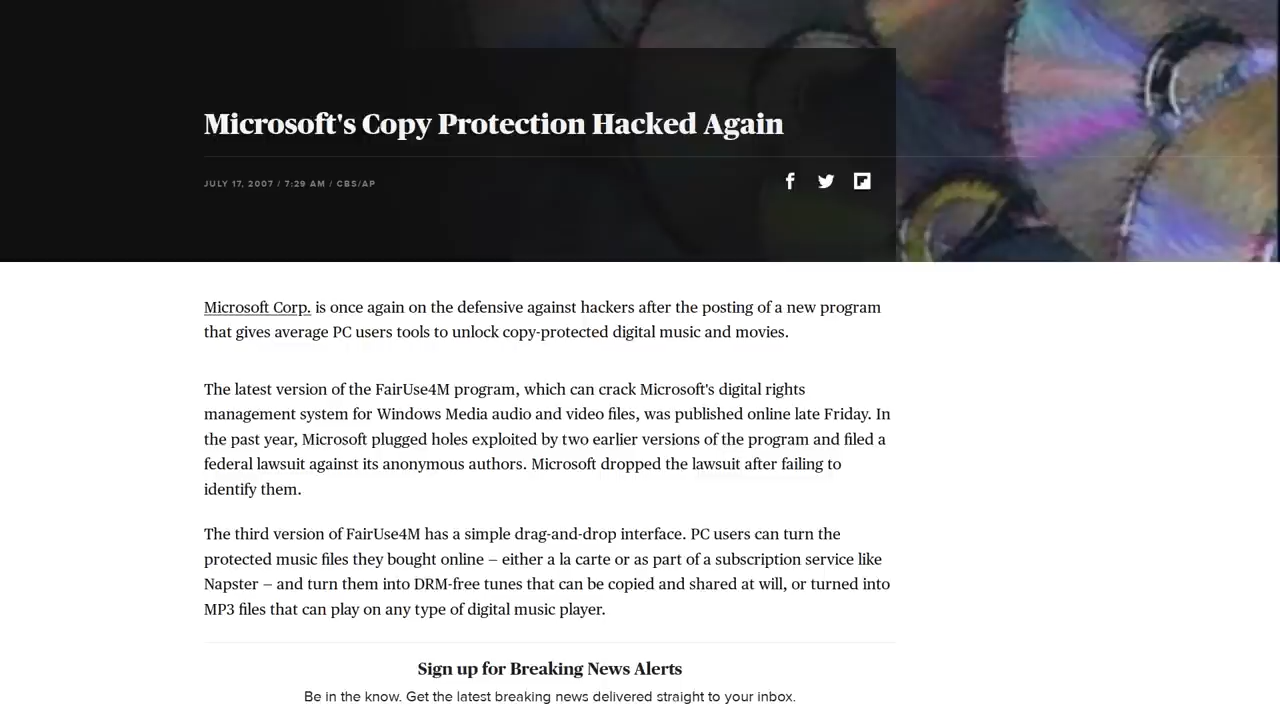 Microsoft's Copy Protection Hacked Again
JULY 17, 2007 / 7:29 AM / CBS/AP
Microsoft Corp. is once again on the defensive against hackers after the posting of a new program
that gives average PC users tools to unlock copy-protected digital music and movies.
The latest version of the FairUse4M program, which can crack Microsoft's digital rights
management system for Windows Media audio and video files, was published online late Friday. In
the past year, Microsoft plugged holes exploited by two earlier versions of the program and filed a
federal lawsuit against its anonymous authors. Microsoft dropped the lawsuit after failing to
identify them.
The third version of FairUse4M has a simple drag-and-drop interface. PC users can turn the
protected music files they bought online — either a la carte or as part of a subscription service like
Napster — and turn them into DRM-free tunes that can be copied and shared at will, or turned into
MP3 files that can play on any type of digital music player.
Sign up for Breaking News Alerts
Be in the know. Get the latest breaking news delivered straight to your inbox.